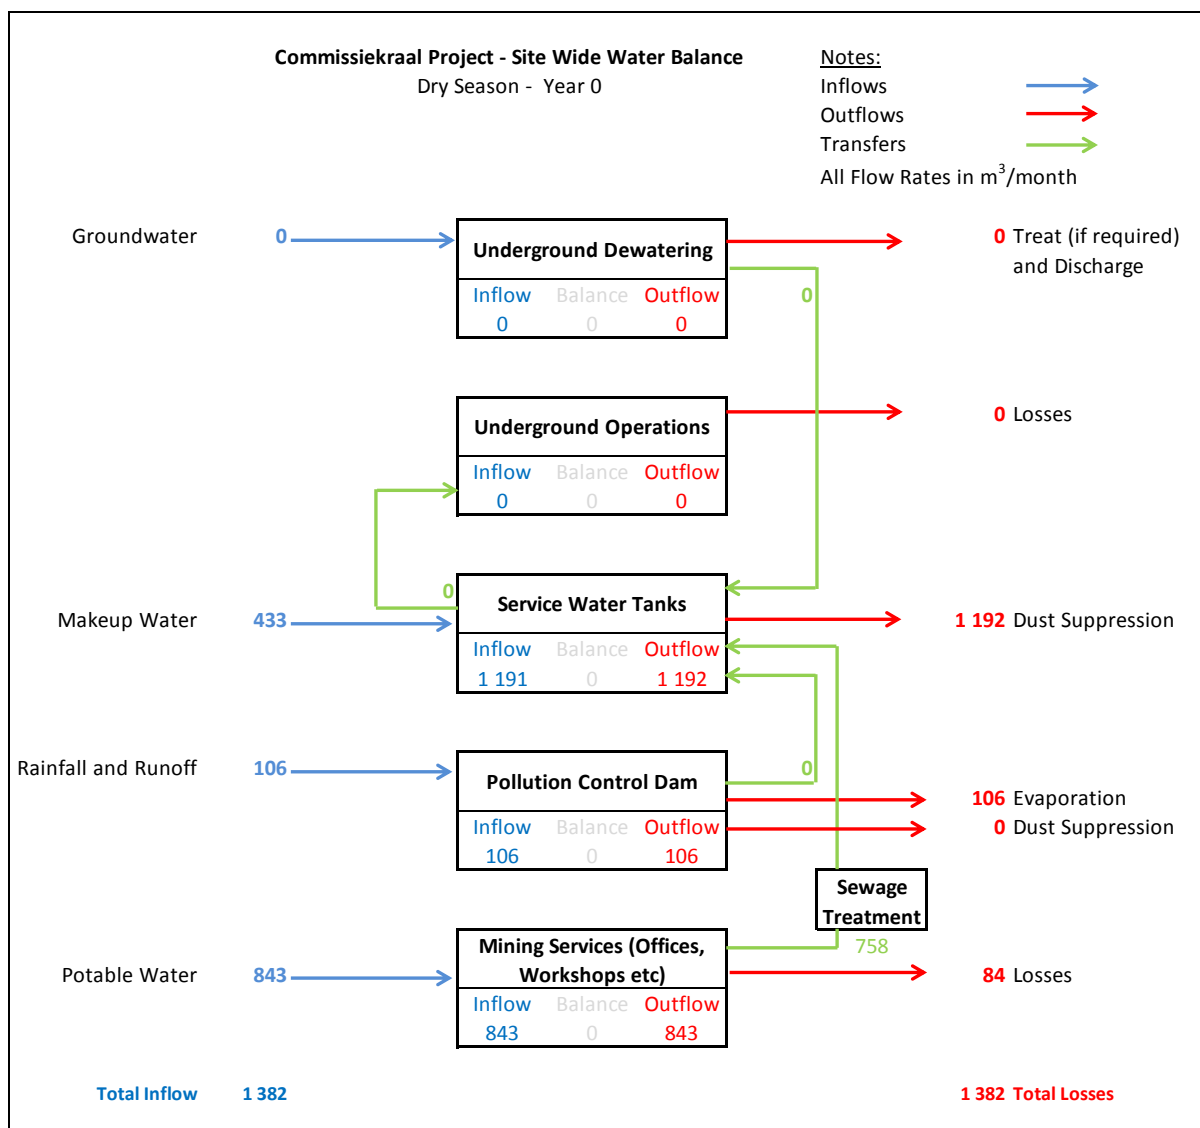 Commissiekraal Project - Site Wide Water Balance
Dry Season - Year 0
Notes:
Inflows
Outflows
Transfers
All Flow Rates in m³/month
Groundwater 0
Underground Dewatering
Inflow Balance Outflow
0 0 0
0
0 Treat (if required)
and Discharge
Underground Operations
Inflow Balance Outflow
0 0 0
0 Losses
0
Makeup Water 433
Service Water Tanks
Inflow Balance Outflow
1 191 0 1 192
1 192 Dust Suppression
Rainfall and Runoff 106
Pollution Control Dam
Inflow Balance Outflow
106 0 106
0
106 Evaporation
0 Dust Suppression
Sewage
Treatment
758
Potable Water 843
Mining Services (Offices,
Workshops etc)
Inflow Balance Outflow
843 0 843
84 Losses
Total Inflow 1 382
1 382 Total Losses